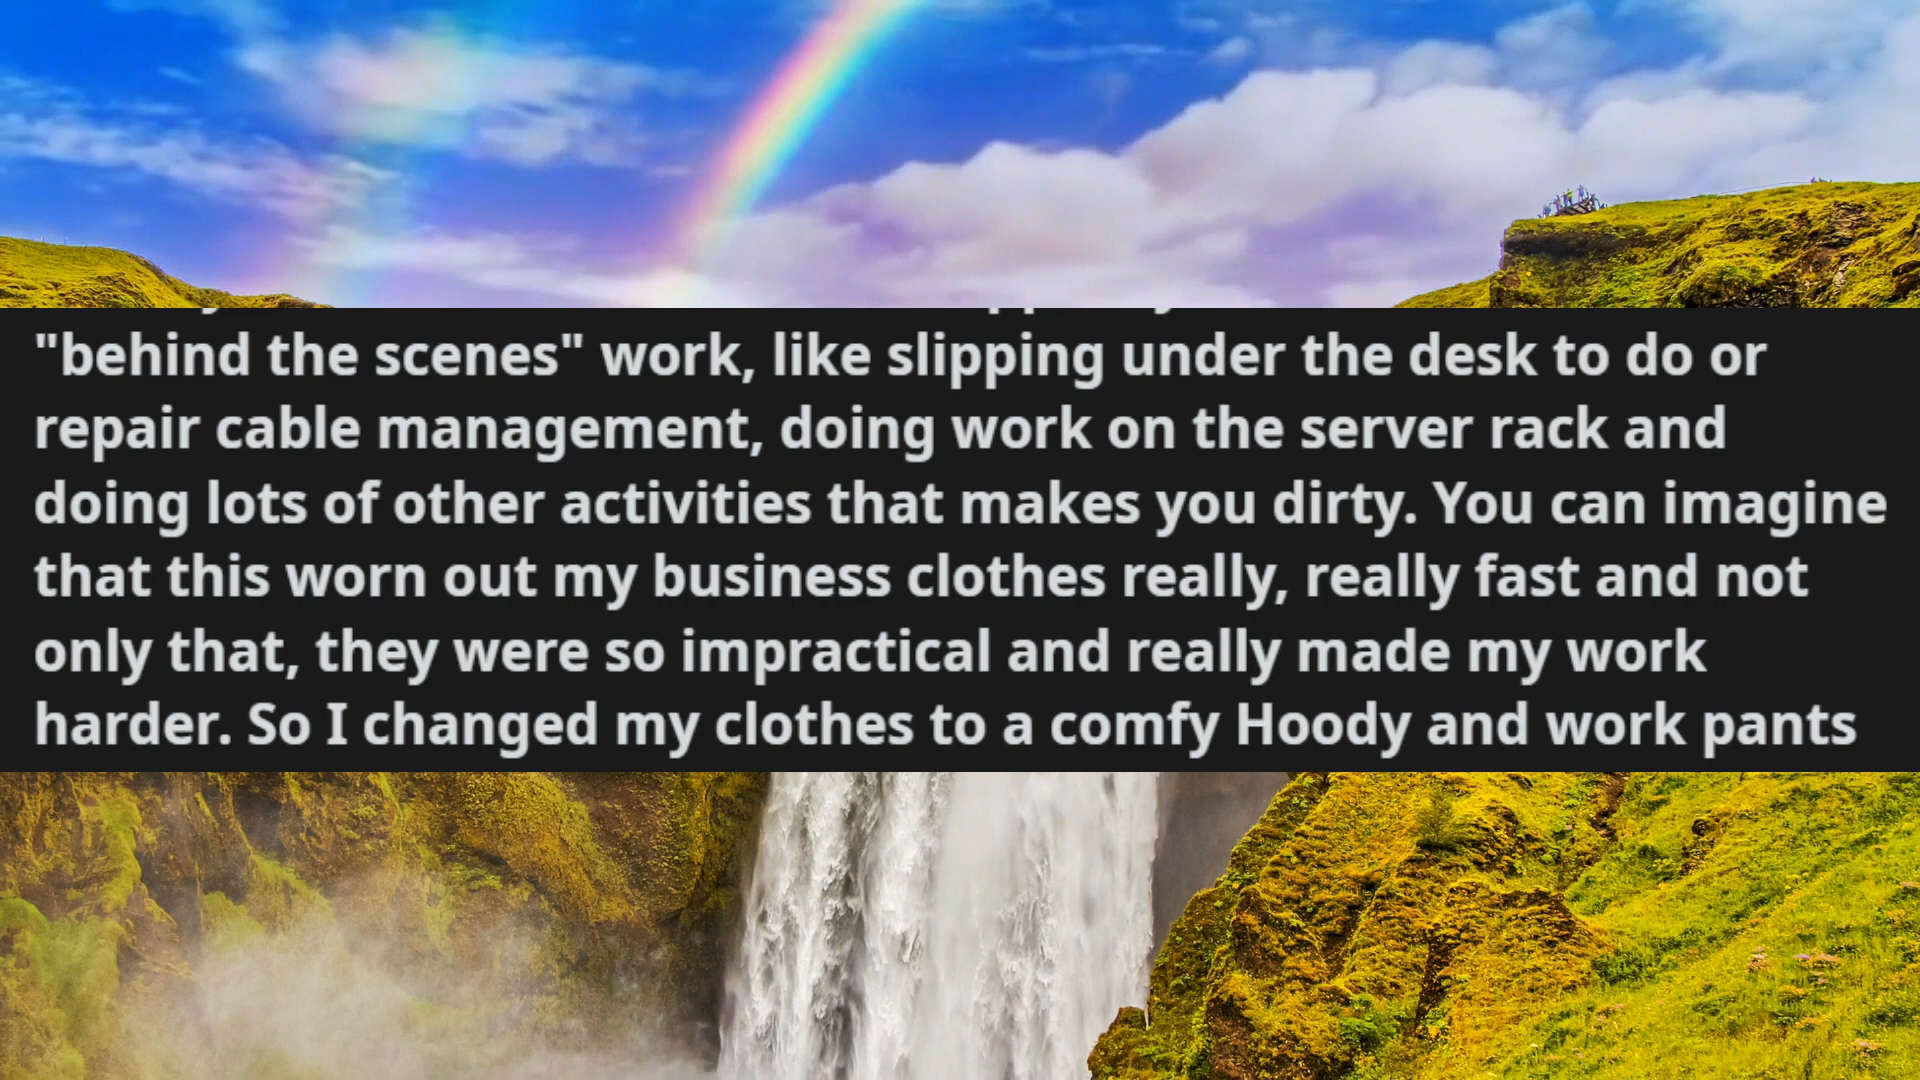 "behind the scenes" work, like slipping under the desk to do or
repair cable management, doing work on the server rack and
doing lots of other activities that makes you dirty. You can imagine
that this worn out my business clothes really, really fast and not
only that, they were so impractical and really made my work
harder. So I changed my clothes to a comfy Hoody and work pants